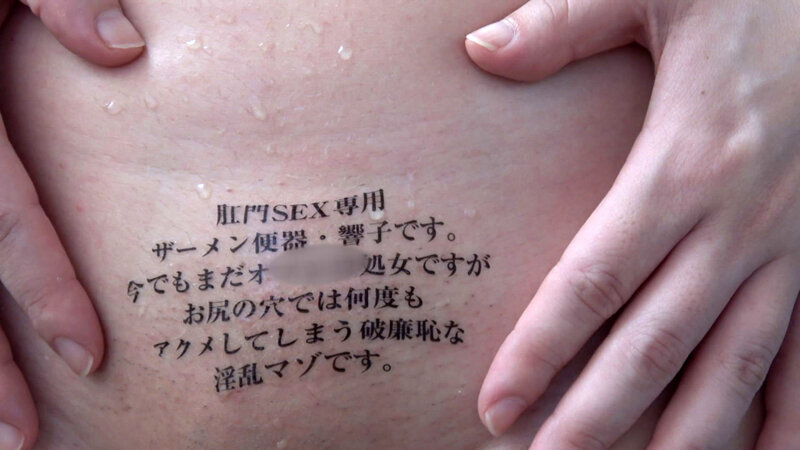 肛門SEX専用
ザーメン便器・響子です。
今でもまだオ 処女ですが
お尻の穴では何度も
アクメしてしまう破廉恥な
淫乱マゾです。